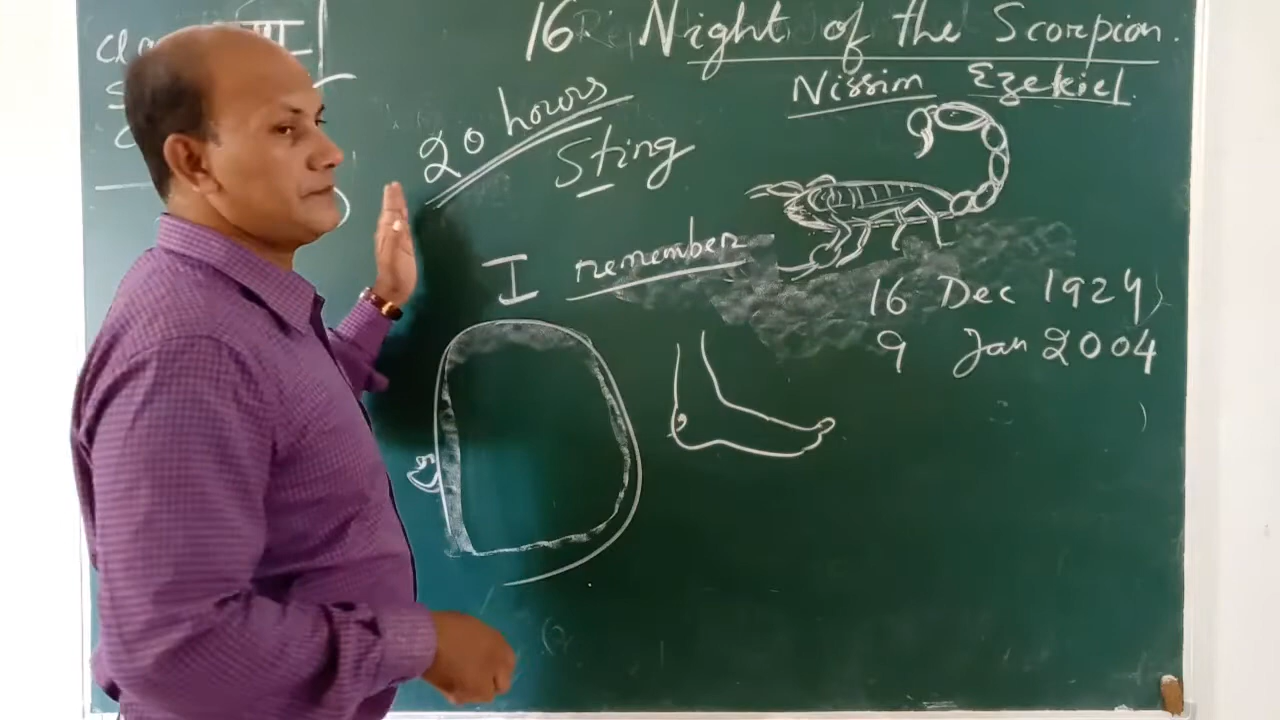 16. Night of the Scorpion.
Nissim Ezekiel.
20 hours
Sting
I remember
16 Dec 1924
9 Jan 2004